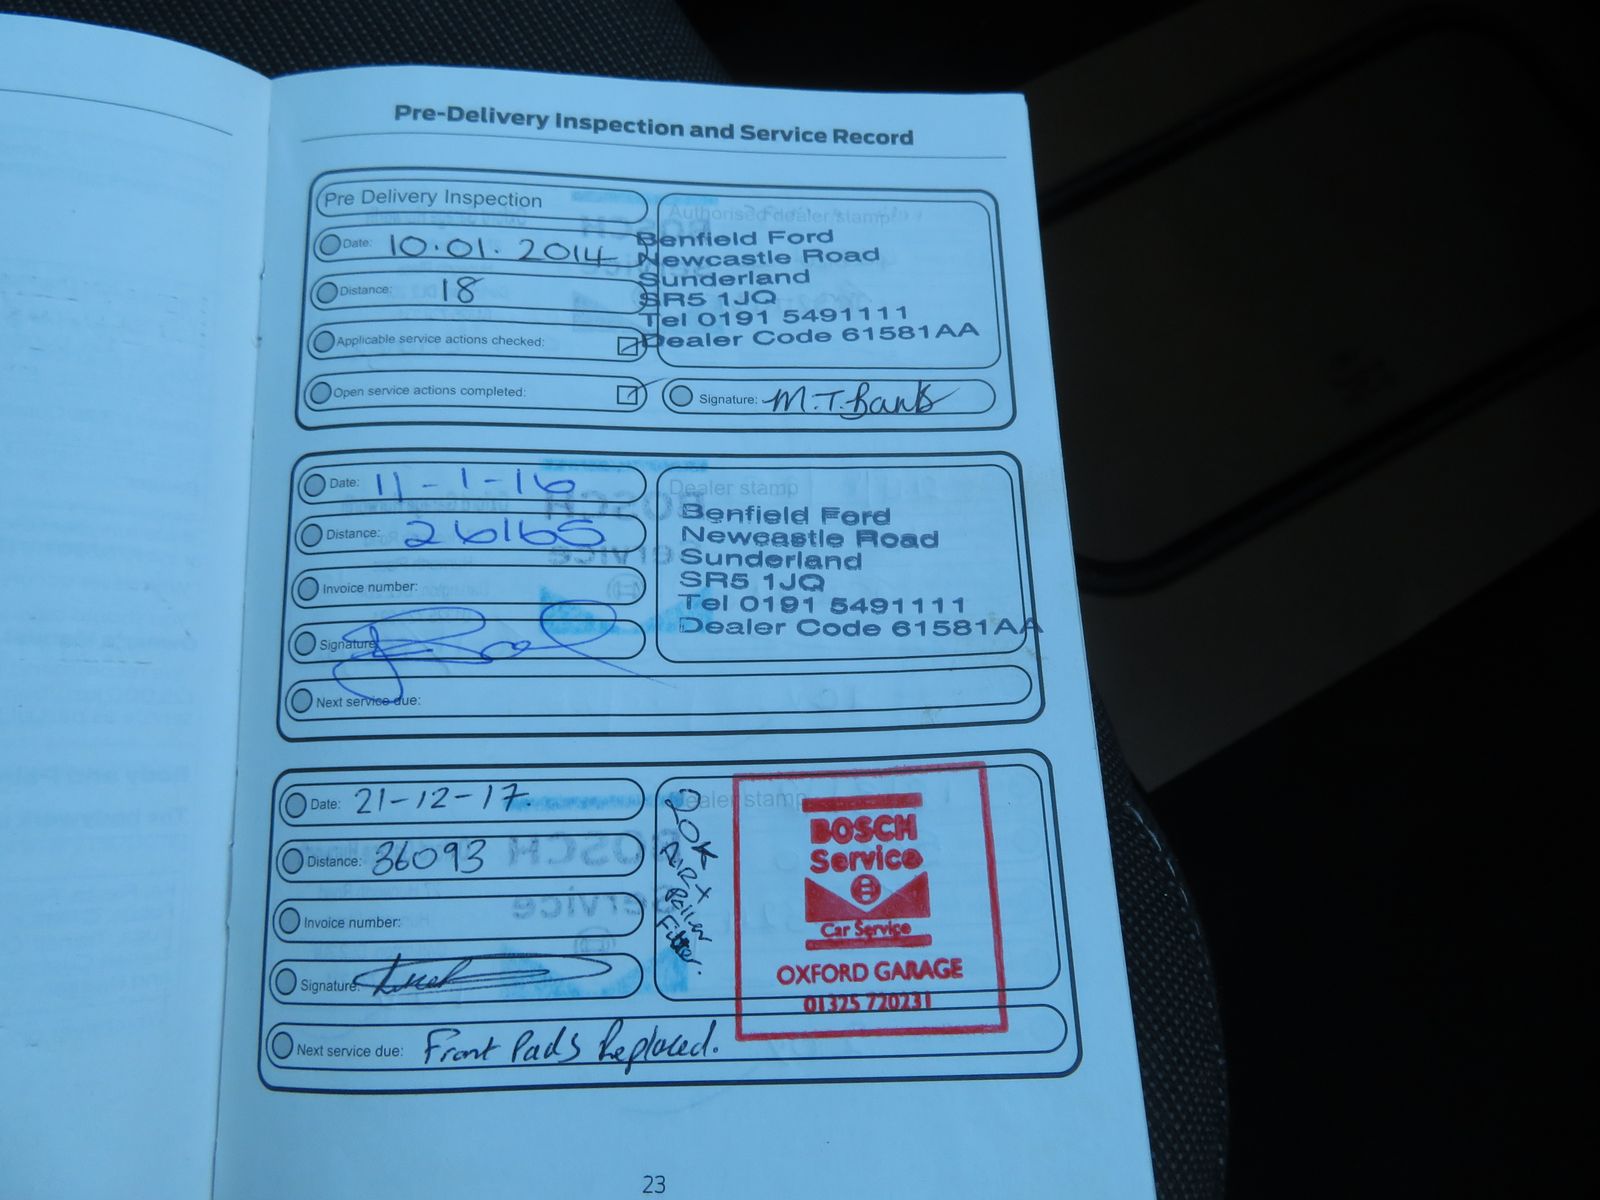 Pre-Delivery Inspection and Service Record
Pre Delivery Inspection
Authorised dealer stamp
Date: 10.01.2014
Distance: 18
Applicable service actions checked:
Open service actions completed:
Benfield Ford
Newcastle Road
Sunderland
SR5 1JQ
Tel 0191 5491111
Dealer Code 61581AA
Signature: M.T. Banks
Date: 11-1-16
Distance: 26165
Invoice number:
Signature
Next service due:
Dealer stamp
Benfield Ford
Newcastle Road
Sunderland
SR5 1JQ
Tel 0191 5491111
Dealer Code 61581AA
Date: 21-12-17
Distance: 36093
Invoice number:
Signature:
Next service due: Front Pads Replaced.
Dealer stamp
20K
Filter.
BOSCH
Service
Car Service
OXFORD GARAGE
01325 720231
23